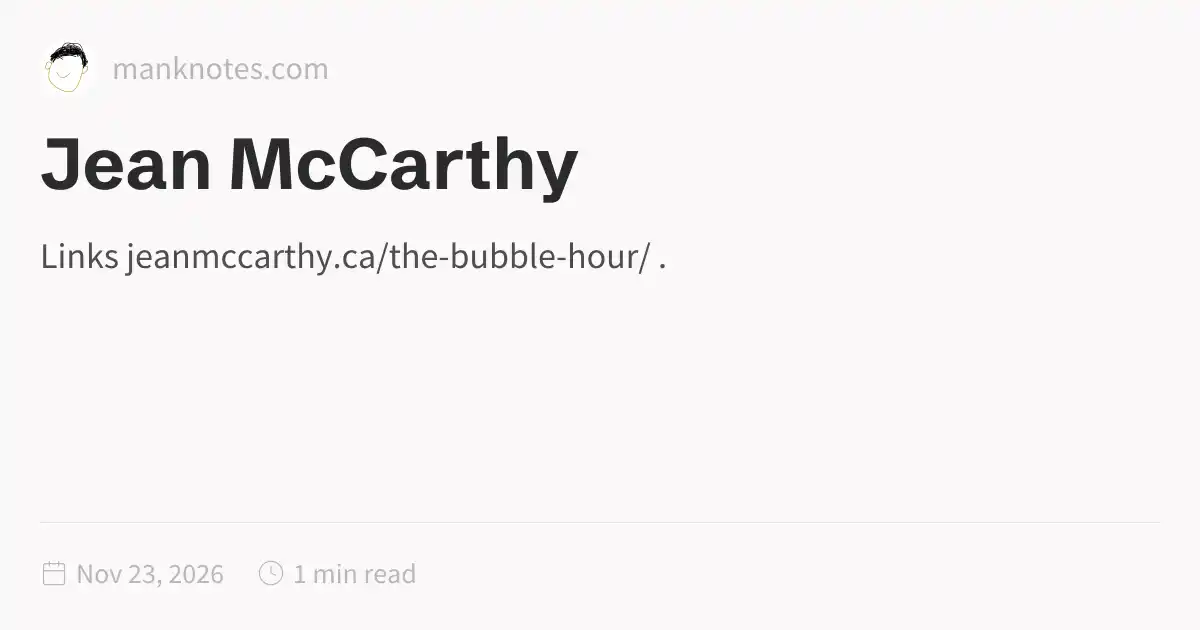 manknotes.com
Jean McCarthy
Links jeanmccarthy.ca/the-bubble-hour/ .
Nov 23, 2026 1 min read